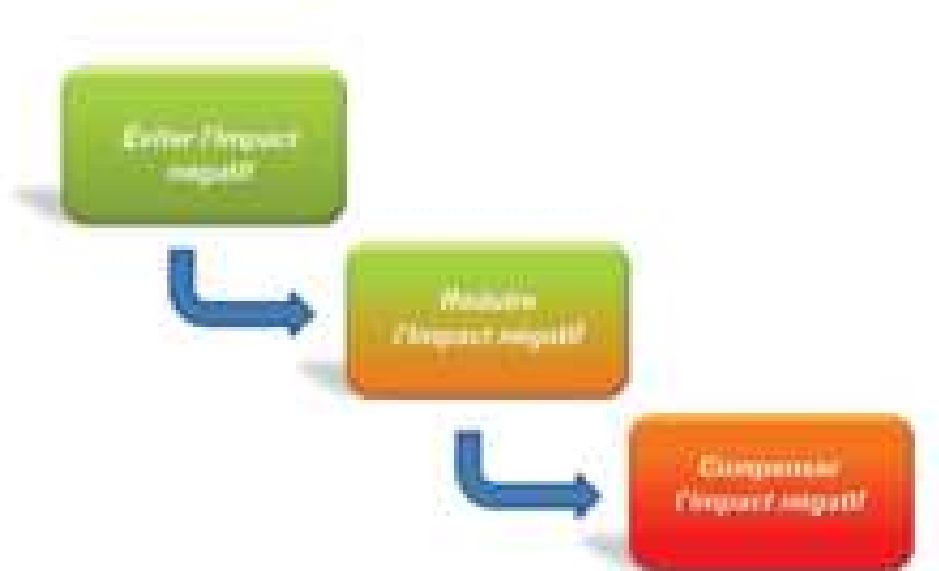 Eviter l'impact
négatif
Réduire
l'impact négatif
Compenser
l'impact négatif